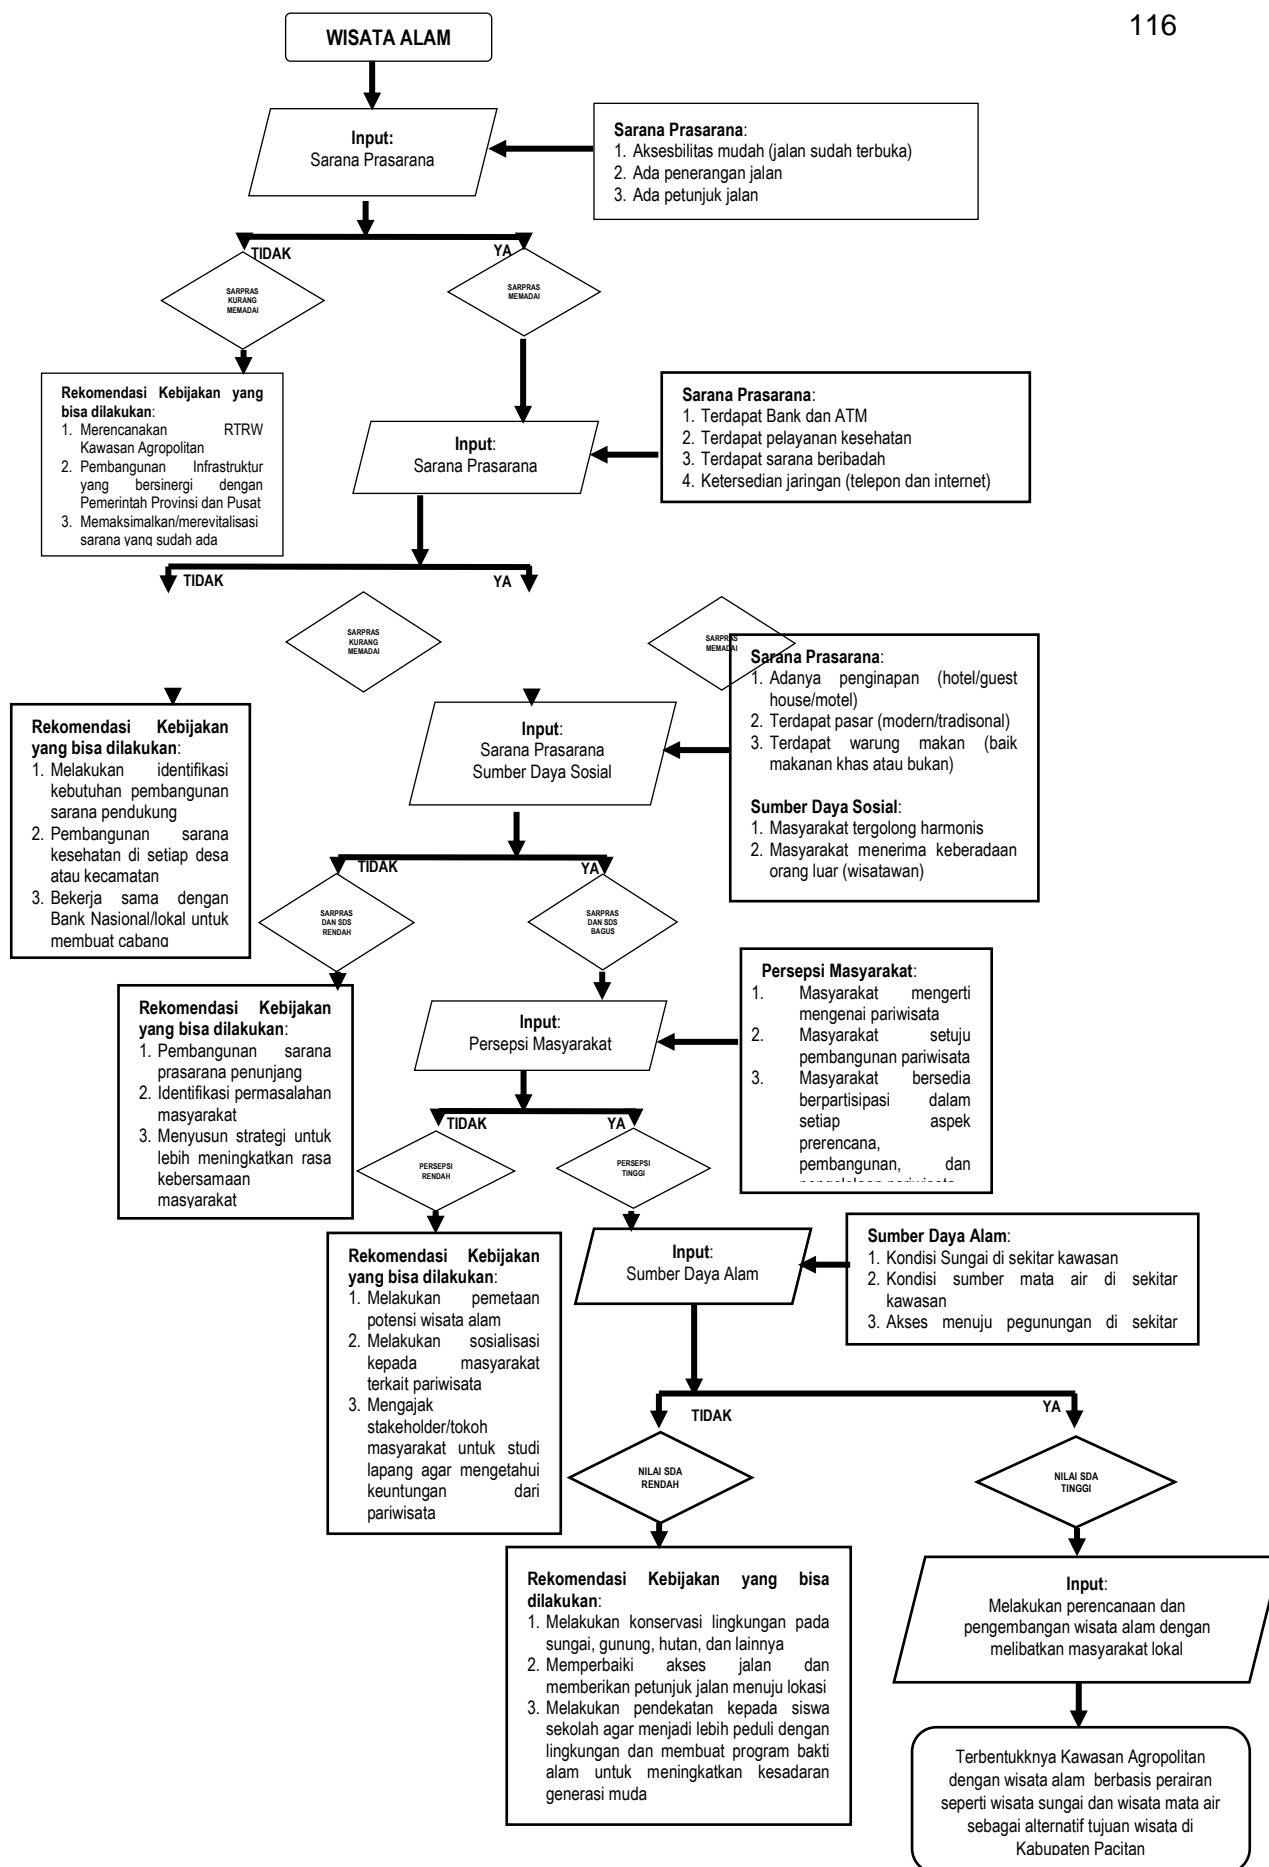 116
WISATA ALAM
Input:
Sarana Prasarana
Sarana Prasarana:
1. Aksesbilitas mudah (jalan sudah terbuka)
2. Ada penerangan jalan
3. Ada petunjuk jalan
TIDAK
YA
SARPRAS
KURANG
MEMADAI
SARPRAS
MEMADAI
Rekomendasi Kebijakan yang
bisa dilakukan:
1. Merencanakan RTRW
Kawasan Agropolitan
2. Pembangunan Infrastruktur
yang bersinergi dengan
Pemerintah Provinsi dan Pusat
3. Memaksimalkan/merevitalisasi
sarana yang sudah ada
Input:
Sarana Prasarana
Sarana Prasarana:
1. Terdapat Bank dan ATM
2. Terdapat pelayanan kesehatan
3. Terdapat sarana beribadah
4. Ketersedian jaringan (telepon dan internet)
TIDAK
YA
SARPRAS
KURANG
MEMADAI
SARPRAS
MEMADAI
Rekomendasi Kebijakan
yang bisa dilakukan:
1. Melakukan identifikasi
kebutuhan pembangunan
sarana pendukung
2. Pembangunan sarana
kesehatan di setiap desa
atau kecamatan
3. Bekerja sama dengan
Bank Nasional/lokal untuk
membuat cabang
Input:
Sarana Prasarana
Sumber Daya Sosial
Sarana Prasarana:
1. Adanya penginapan (hotel/guest
house/motel)
2. Terdapat pasar (modern/tradisonal)
3. Terdapat warung makan (baik
makanan khas atau bukan)
Sumber Daya Sosial:
1. Masyarakat tergolong harmonis
2. Masyarakat menerima keberadaan
orang luar (wisatawan)
TIDAK
YA
SARPRAS
DAN SDS
RENDAH
SARPRAS
DAN SDS
BAGUS
Rekomendasi Kebijakan
yang bisa dilakukan:
1. Pembangunan sarana
prasarana penunjang
2. Identifikasi permasalahan
masyarakat
3. Menyusun strategi untuk
lebih meningkatkan rasa
kebersamaan
masyarakat
Input:
Persepsi Masyarakat
Persepsi Masyarakat:
1. Masyarakat mengerti
mengenai pariwisata
2. Masyarakat setuju
pembangunan pariwisata
3. Masyarakat bersedia
berpartisipasi dalam
setiap aspek
prerencana,
pembangunan, dan
TIDAK
YA
PERSEPSI
RENDAH
PERSEPSI
TINGGI
Rekomendasi Kebijakan
yang bisa dilakukan:
1. Melakukan pemetaan
potensi wisata alam
2. Melakukan sosialisasi
kepada masyarakat
terkait pariwisata
3. Mengajak
stakeholder/tokoh
masyarakat untuk studi
lapang agar mengetahui
keuntungan dari
pariwisata
Input:
Sumber Daya Alam
Sumber Daya Alam:
1. Kondisi Sungai di sekitar kawasan
2. Kondisi sumber mata air di sekitar
kawasan
3. Akses menuju pegunungan di sekitar
TIDAK
YA
NILAI SDA
RENDAH
NILAI SDA
TINGGI
Rekomendasi Kebijakan yang bisa
dilakukan:
1. Melakukan konservasi lingkungan pada
sungai, gunung, hutan, dan lainnya
2. Memperbaiki akses jalan dan
memberikan petunjuk jalan menuju lokasi
3. Melakukan pendekatan kepada siswa
sekolah agar menjadi lebih peduli dengan
lingkungan dan membuat program bakti
alam untuk meningkatkan kesadaran
generasi muda
Input:
Melakukan perencanaan dan
pengembangan wisata alam dengan
melibatkan masyarakat lokal
Terbentukknya Kawasan Agropolitan
dengan wisata alam berbasis perairan
seperti wisata sungai dan wisata mata air
sebagai alternatif tujuan wisata di
Kabupaten Pacitan